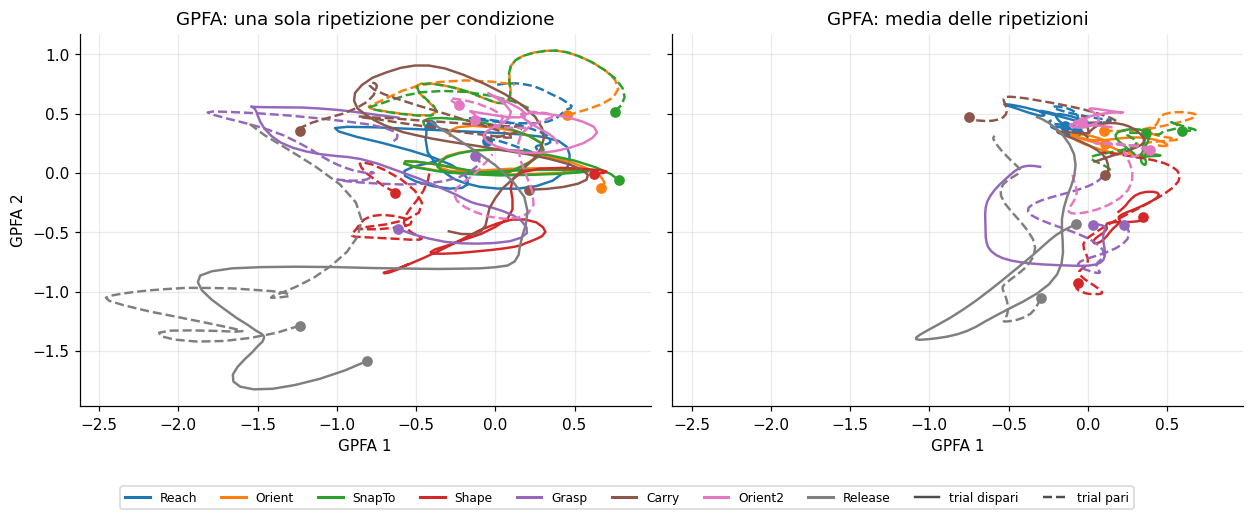 GPFA: una sola ripetizione per condizione
GPFA: media delle ripetizioni
1.0
0.5
0.0
−0.5
−1.0
−1.5
GPFA 2
−2.5 −2.0 −1.5 −1.0 −0.5 0.0 0.5
−2.5 −2.0 −1.5 −1.0 −0.5 0.0 0.5
GPFA 1
GPFA 1
Reach Orient SnapTo Shape Grasp Carry Orient2 Release trial dispari trial pari